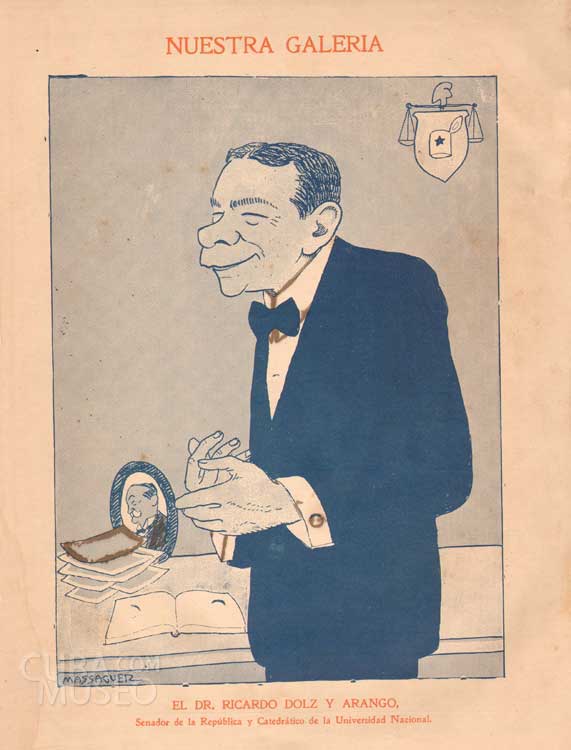 NUESTRA GALERIA
CUBA.COM
MUSEO
MASSAGUER
EL DR. RICARDO DOLZ Y ARANGO,
Senador de la República y Catedrático de la Universidad Nacional.